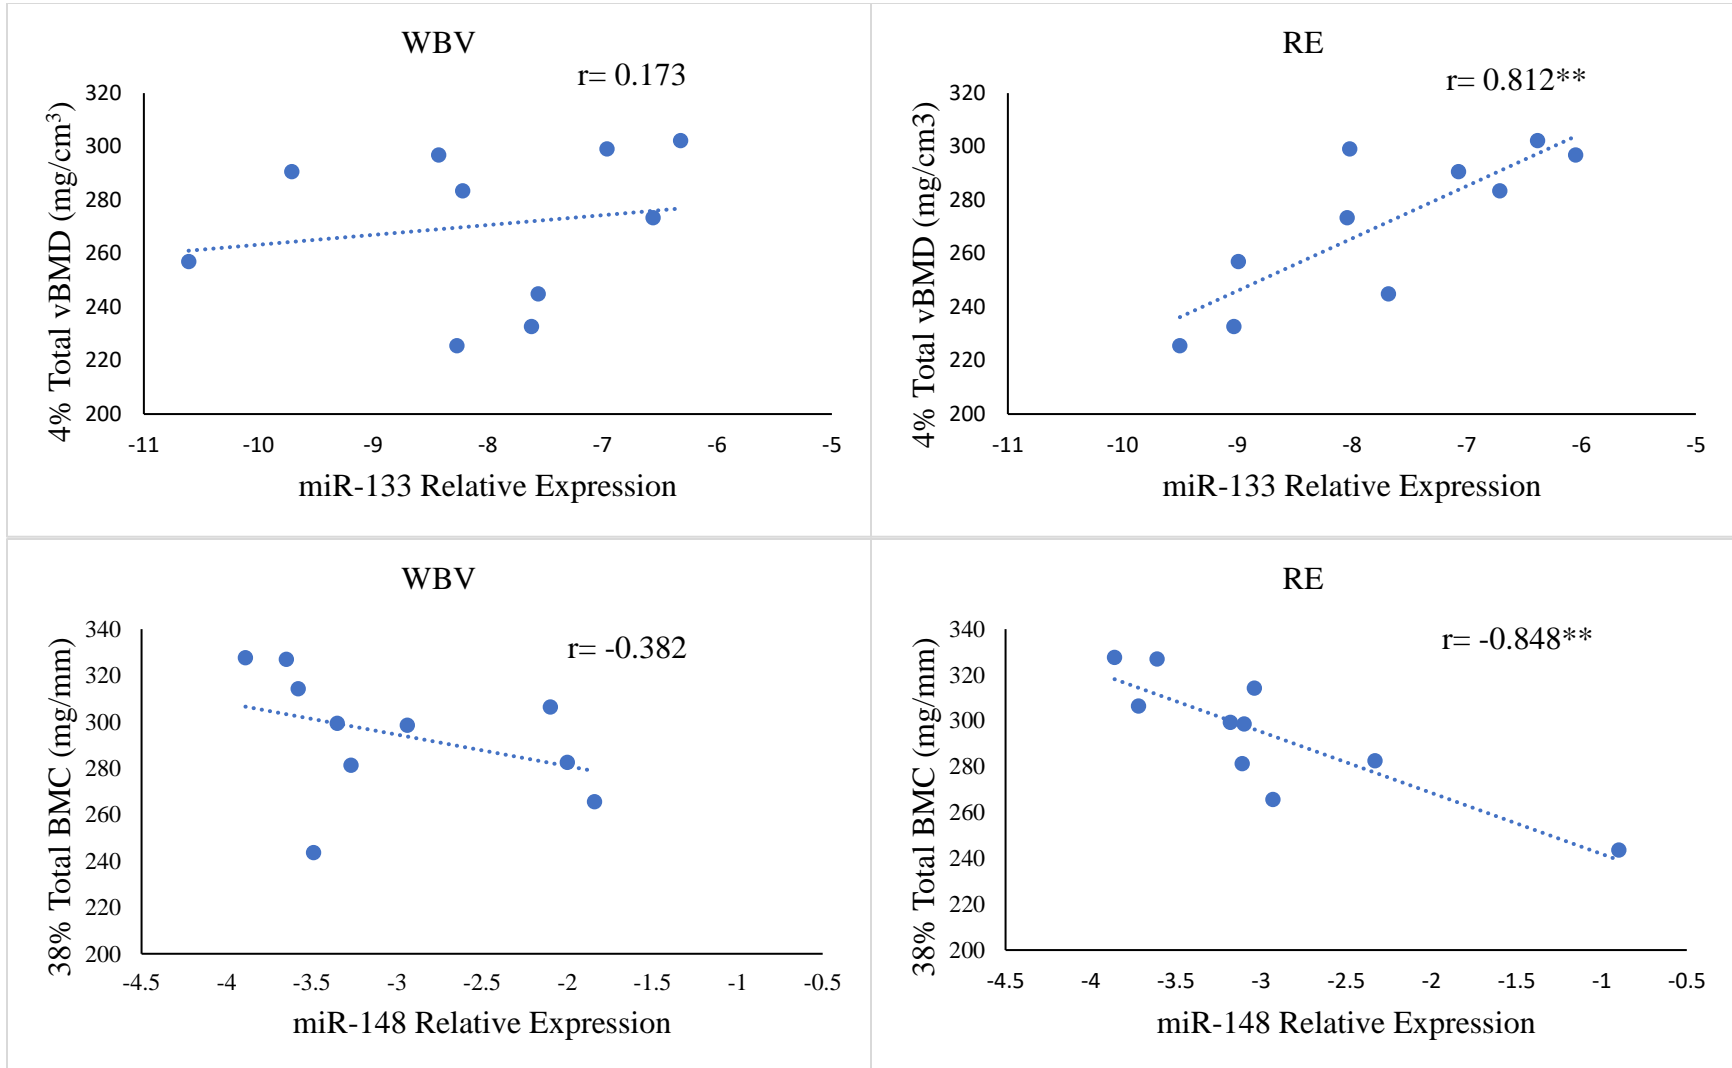 WBV
r= 0.173
4% Total vBMD (mg/cm³)
320
300
280
260
240
220
200
-11 -10 -9 -8 -7 -6 -5
miR-133 Relative Expression
RE
r= 0.812**
4% Total vBMD (mg/cm3)
320
300
280
260
240
220
200
-11 -10 -9 -8 -7 -6 -5
miR-133 Relative Expression
WBV
r= -0.382
38% Total BMC (mg/mm)
340
320
300
280
260
240
220
200
-4.5 -4 -3.5 -3 -2.5 -2 -1.5 -1 -0.5
miR-148 Relative Expression
RE
r= -0.848**
38% Total BMC (mg/mm)
340
320
300
280
260
240
220
200
-4.5 -4 -3.5 -3 -2.5 -2 -1.5 -1 -0.5
miR-148 Relative Expression